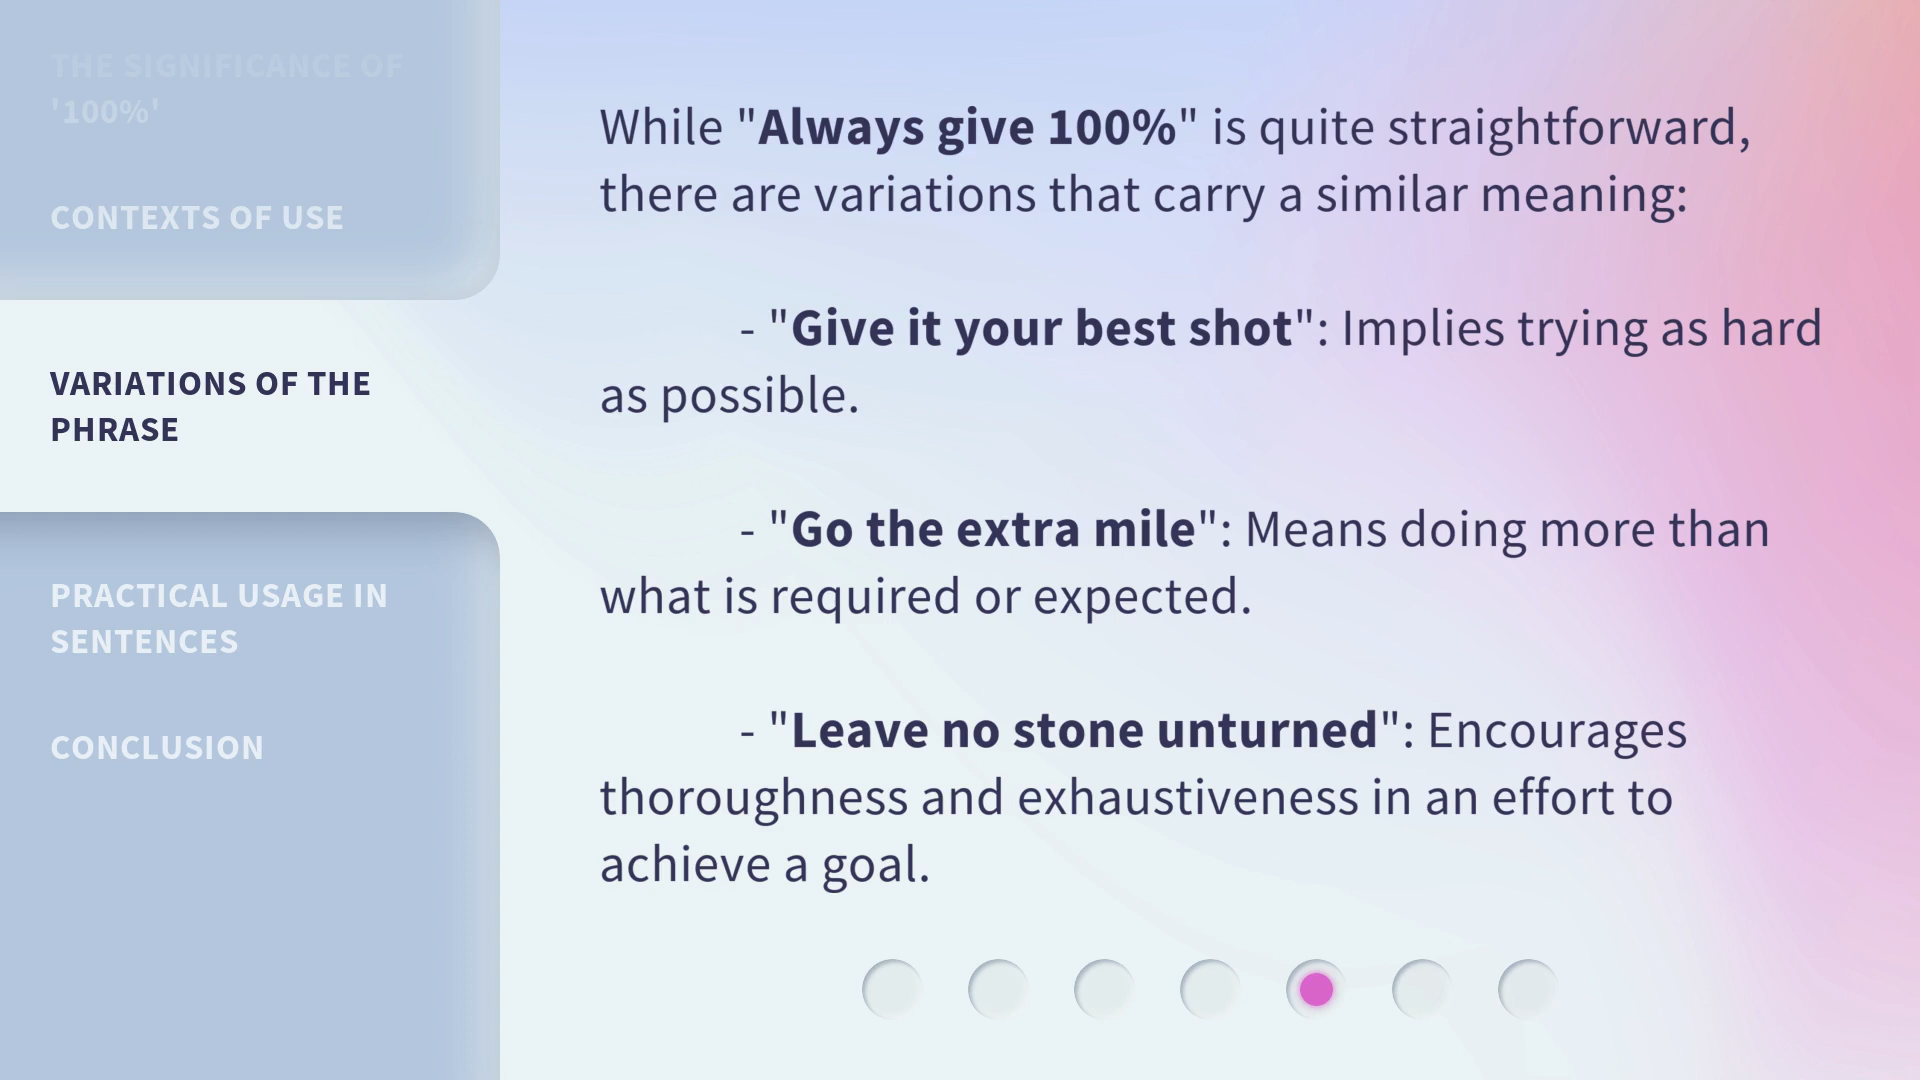 THE SIGNIFICANCE OF
'100%'
CONTEXTS OF USE
VARIATIONS OF THE
PHRASE
PRACTICAL USAGE IN
SENTENCES
CONCLUSION
While "Always give 100%" is quite straightforward,
there are variations that carry a similar meaning:
- "Give it your best shot": Implies trying as hard
as possible.
- "Go the extra mile": Means doing more than
what is required or expected.
- "Leave no stone unturned": Encourages
thoroughness and exhaustiveness in an effort to
achieve a goal.